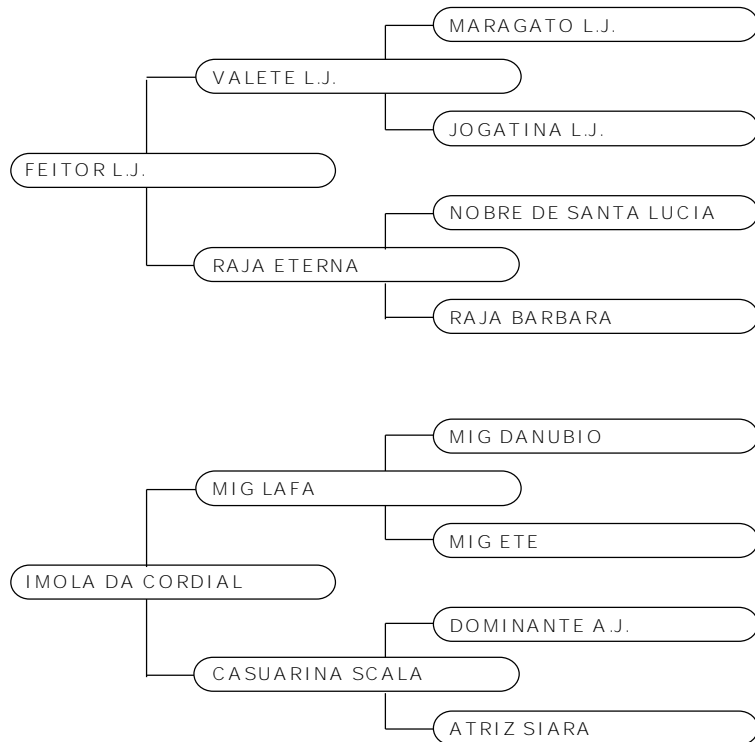 MARAGATO L.J.
VALETE L.J.
JOGATINA L.J.
FEITOR L.J.
NOBRE DE SANTA LUCIA
RAJA ETERNA
RAJA BARBARA
MIG DANUBIO
MIG LAFA
MIG ETE
IMOLA DA CORDIAL
DOMINANTE A.J.
CASUARINA SCALA
ATRIZ SIARA